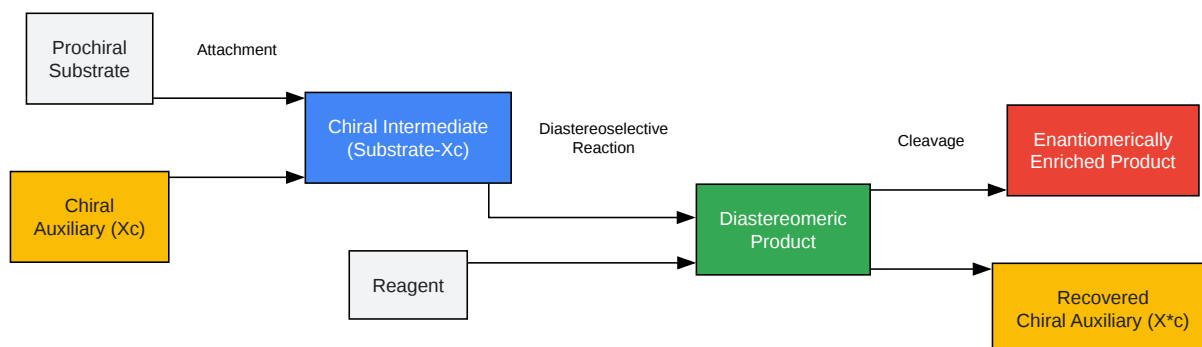 Prochiral
Substrate
Attachment
Chiral
Auxiliary (Xc)
Chiral Intermediate
(Substrate-Xc)
Diastereoselective
Reaction
Reagent
Diastereomeric
Product
Cleavage
Enantiomerically
Enriched Product
Recovered
Chiral Auxiliary (X*c)